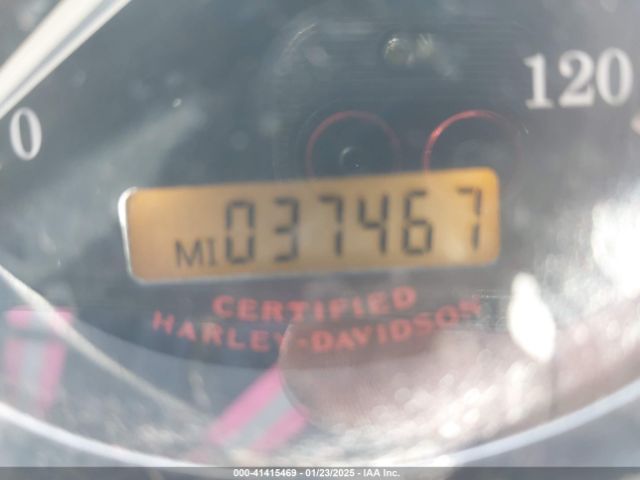 120
0
MI 037467
CERTIFIED
HARLEY-DAVIDSON
000-41415469 - 01/23/2025 - IAA Inc.